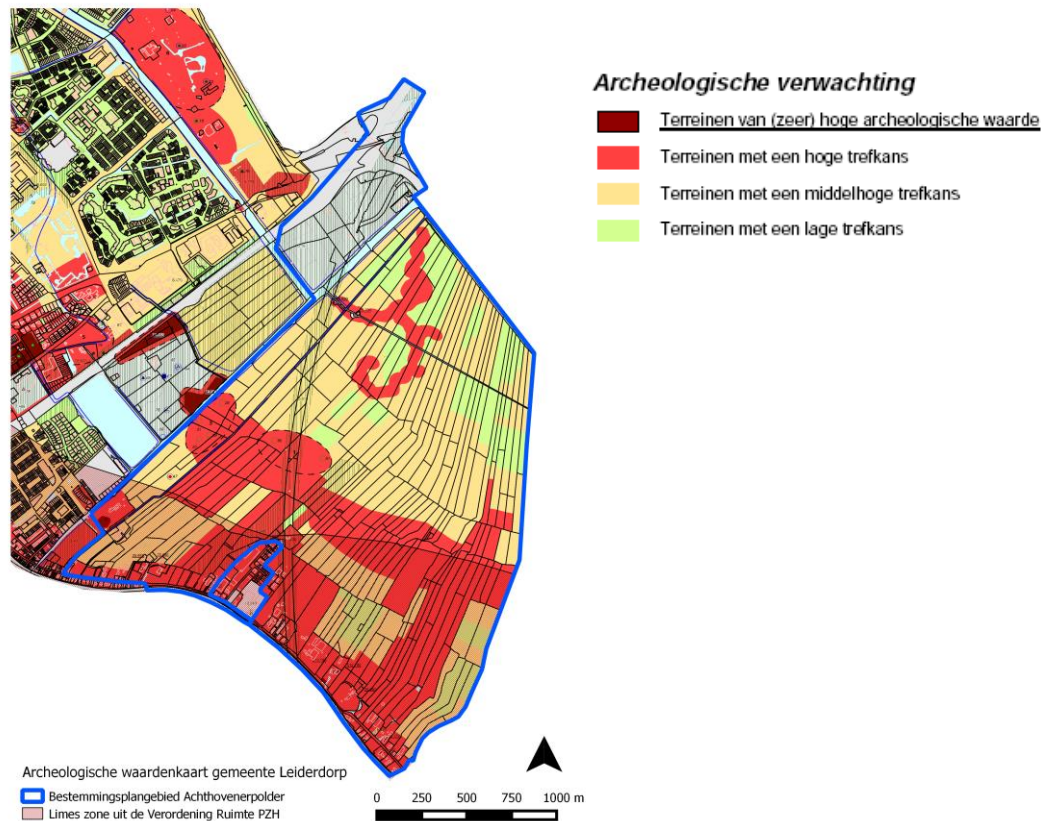 Archeologische verwachting
Terreinen van (zeer) hoge archeologische waarde
Terreinen met een hoge trefkans
Terreinen met een middelhoge trefkans
Terreinen met een lage trefkans
Archeologische waardenkaart gemeente Leiderdorp
Bestemmingsplangebied Achthovenerpolder
Limes zone uit de Verordening Ruimte PZH
0 250 500 750 1000 m